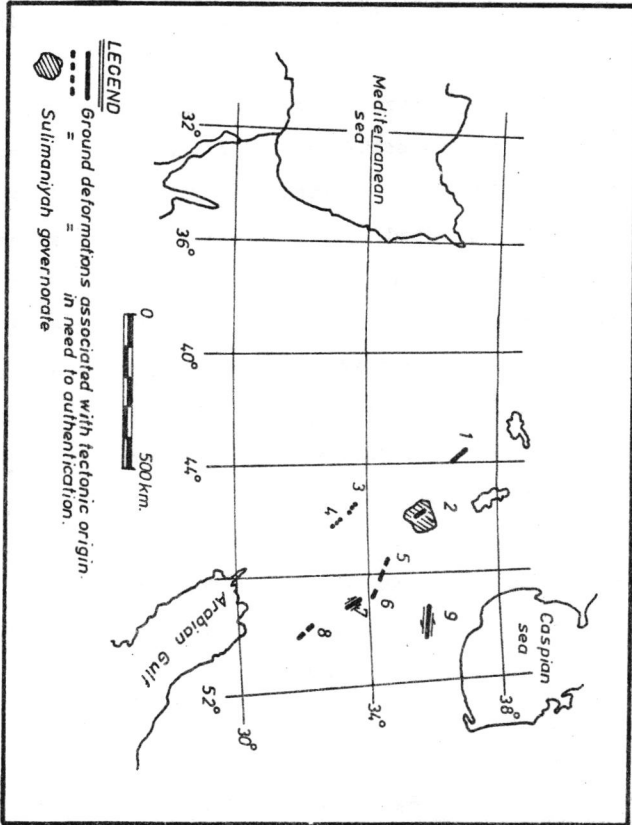 Mediterranean
sea
Caspian
sea
Arabian Gulf
32°
36°
40°
44°
52°
30°
34°
38°
1
2
3
4
5
6
7
8
9
0
500 km.
LEGEND
Ground deformations associated with tectonic origin.
= = in need to authentication.
Sulimaniyah governorate